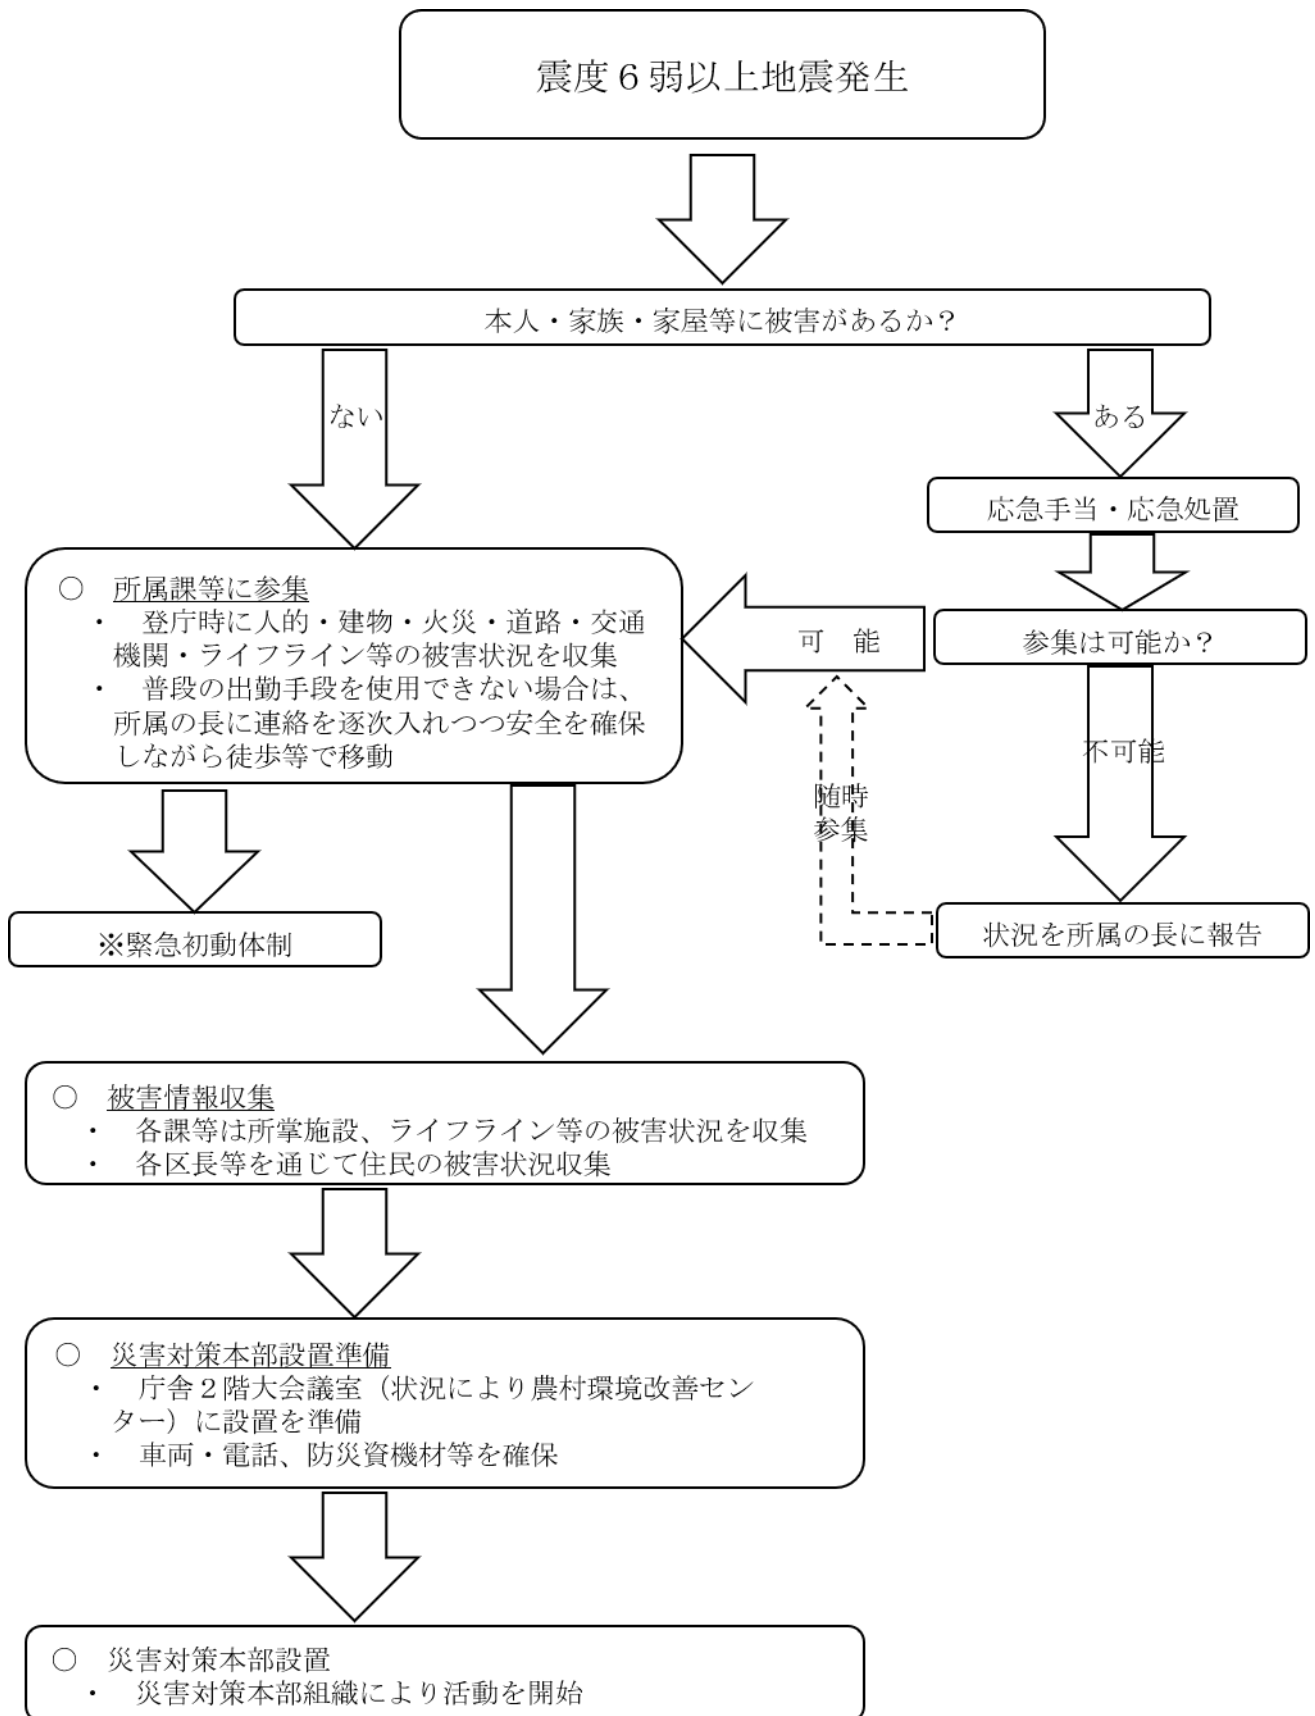 震度６弱以上地震発生
本人・家族・家屋等に被害があるか？
ない
ある
応急手当・応急処置
○　所属課等に参集
・　登庁時に人的・建物・火災・道路・交通
機関・ライフライン等の被害状況を収集
・　普段の出勤手段を使用できない場合は、
所属の長に連絡を逐次入れつつ安全を確保
しながら徒歩等で移動
可　能
参集は可能か？
不可能
随時
参集
※緊急初動体制
状況を所属の長に報告
○　被害情報収集
・　各課等は所掌施設、ライフライン等の被害状況を収集
・　各区長等を通じて住民の被害状況収集
○　災害対策本部設置準備
・　庁舎２階大会議室（状況により農村環境改善セン
ター）に設置を準備
・　車両・電話、防災資機材等を確保
○　災害対策本部設置
・　災害対策本部組織により活動を開始